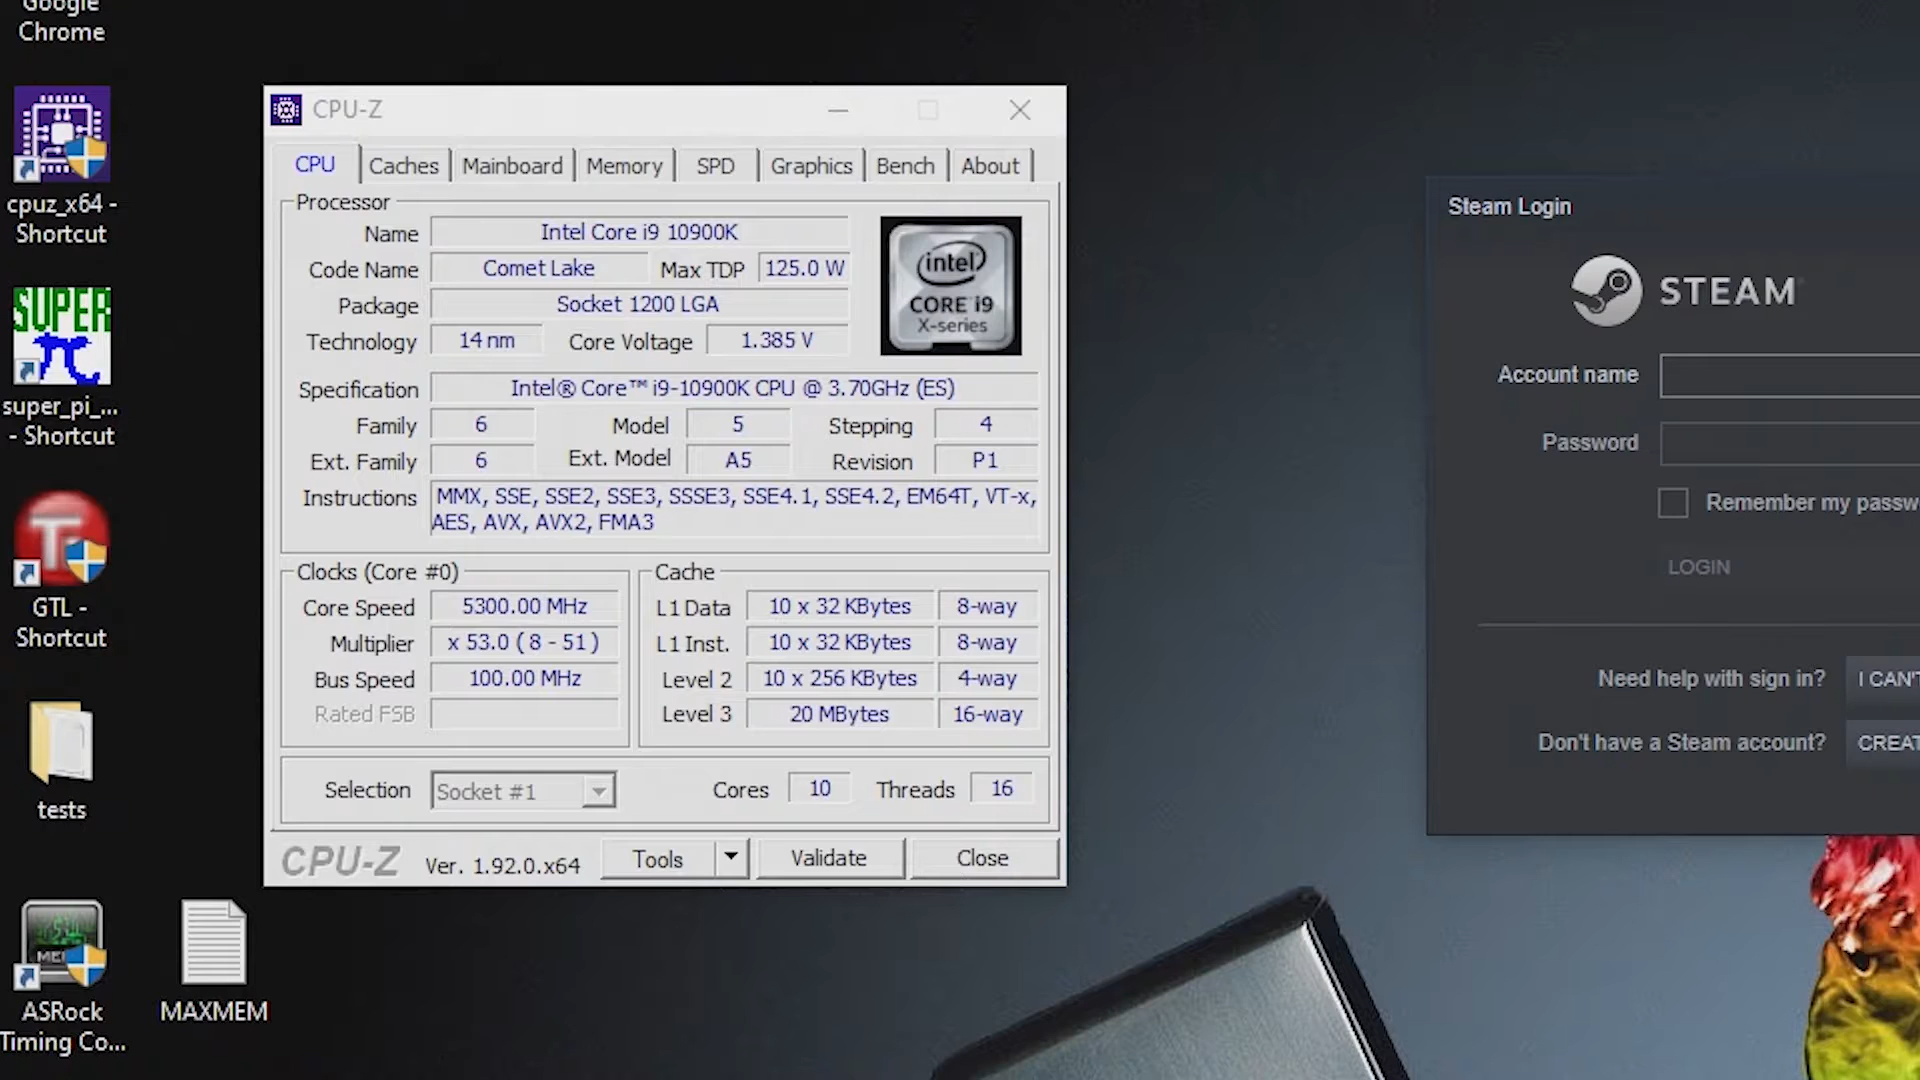 Google
Chrome
cpuz_x64 -
Shortcut
SUPER
super_pi_...
- Shortcut
GTL -
Shortcut
tests
ASRock
Timing Co...
MAXMEM
CPU-Z
CPU Caches Mainboard Memory SPD Graphics Bench About
Processor
Name Intel Core i9 10900K
Code Name Comet Lake Max TDP 125.0 W
Package Socket 1200 LGA
Technology 14 nm Core Voltage 1.385 V
intel
CORE i9
X-series
Specification Intel® Core™ i9-10900K CPU @ 3.70GHz (ES)
Family 6 Model 5 Stepping 4
Ext. Family 6 Ext. Model A5 Revision P1
Instructions MMX, SSE, SSE2, SSE3, SSSE3, SSE4.1, SSE4.2, EM64T, VT-x,
AES, AVX, AVX2, FMA3
Clocks (Core #0)
Core Speed 5300.00 MHz
Multiplier x 53.0 ( 8 - 51 )
Bus Speed 100.00 MHz
Rated FSB
Cache
L1 Data 10 x 32 KBytes 8-way
L1 Inst. 10 x 32 KBytes 8-way
Level 2 10 x 256 KBytes 4-way
Level 3 20 MBytes 16-way
Selection Socket #1 Cores 10 Threads 16
CPU-Z Ver. 1.92.0.x64 Tools Validate Close
Steam Login
STEAM
Account name
Password
Remember my passw
LOGIN
Need help with sign in? I CAN'T
Don't have a Steam account? CREAT